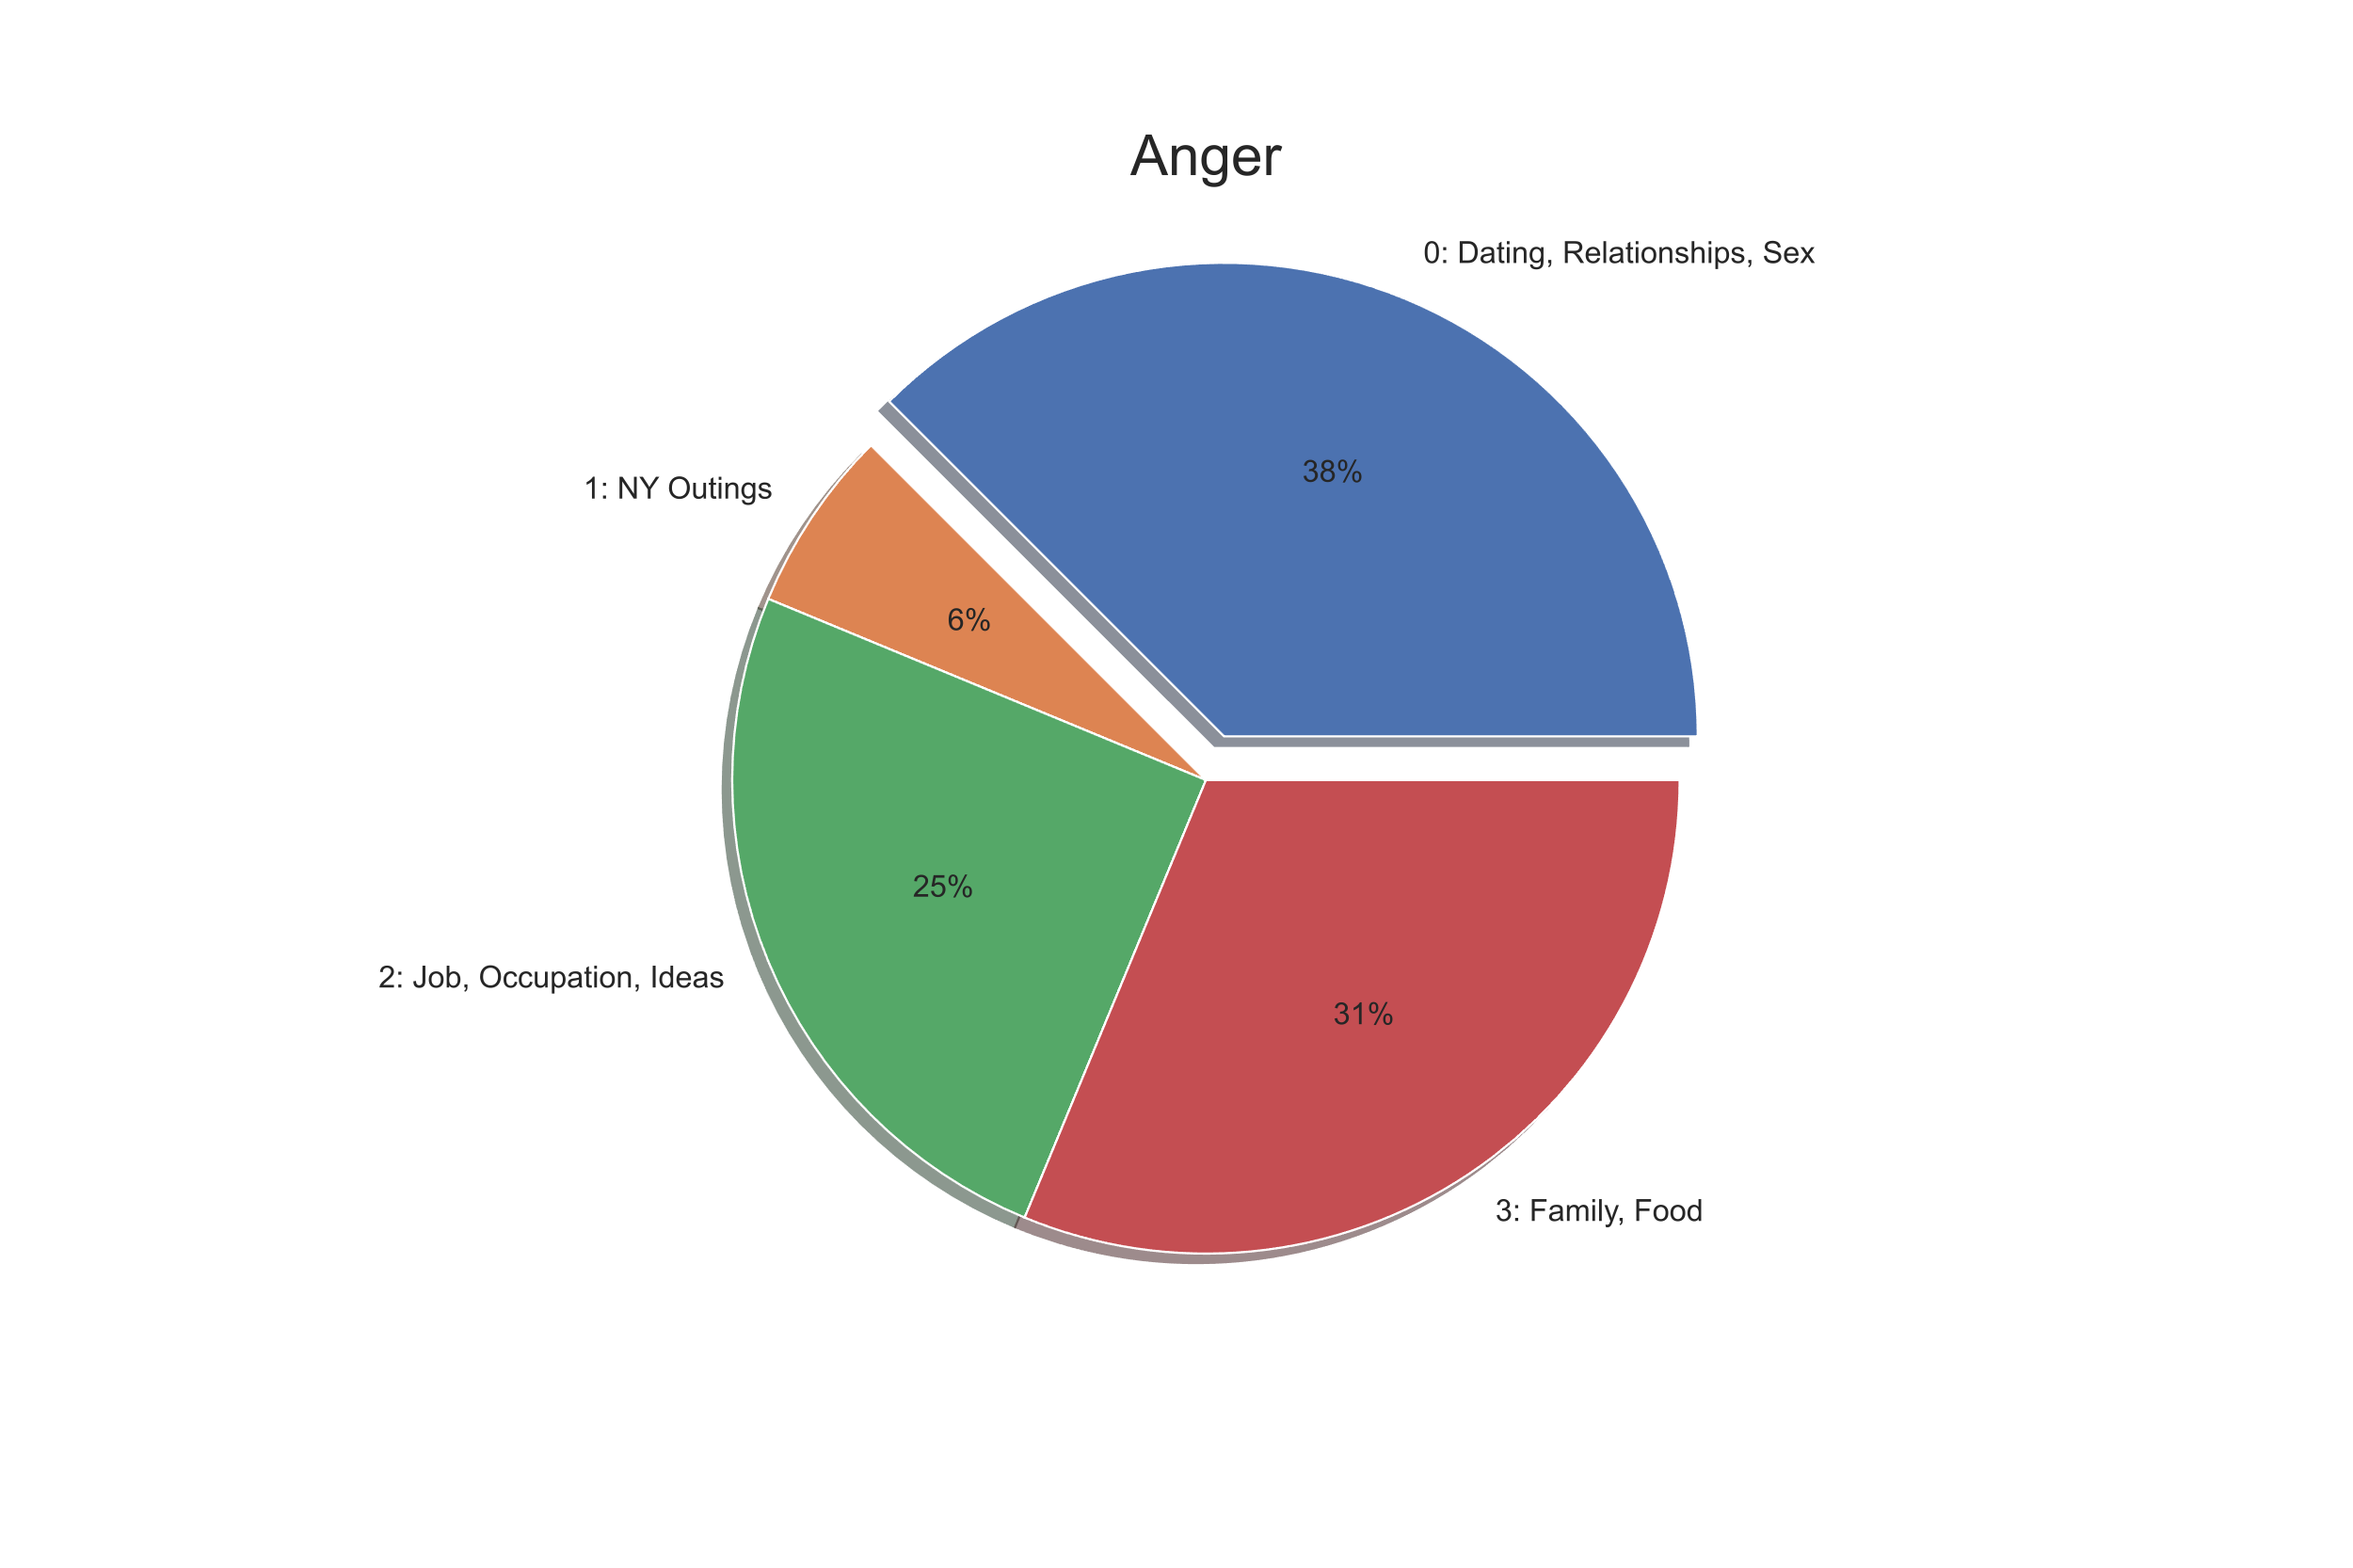 Anger
0: Dating, Relationships, Sex
38%
1: NY Outings
6%
25%
2: Job, Occupation, Ideas
31%
3: Family, Food